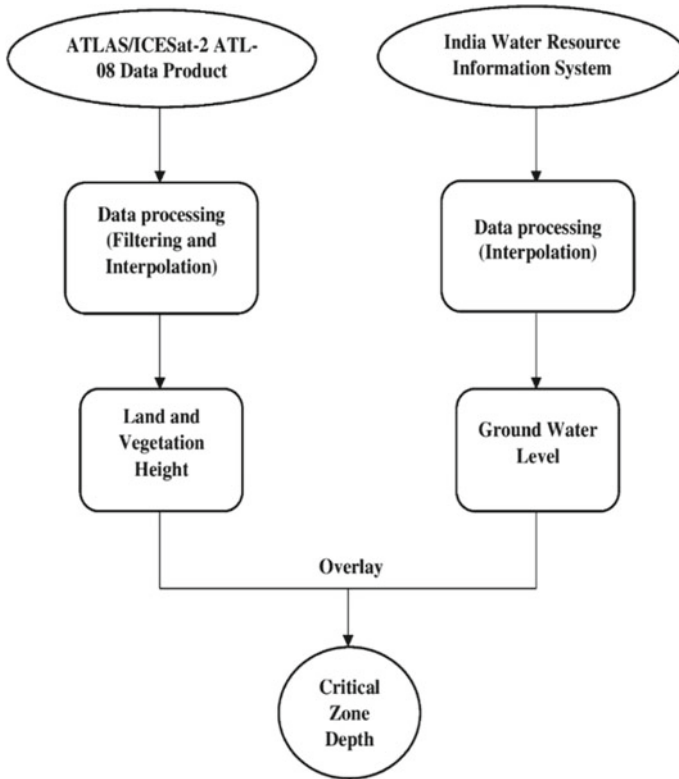 ATLAS/ICESat-2 ATL-
08 Data Product
India Water Resource
Information System
Data processing
(Filtering and
Interpolation)
Data processing
(Interpolation)
Land and
Vegetation
Height
Ground Water
Level
Overlay
Critical
Zone
Depth